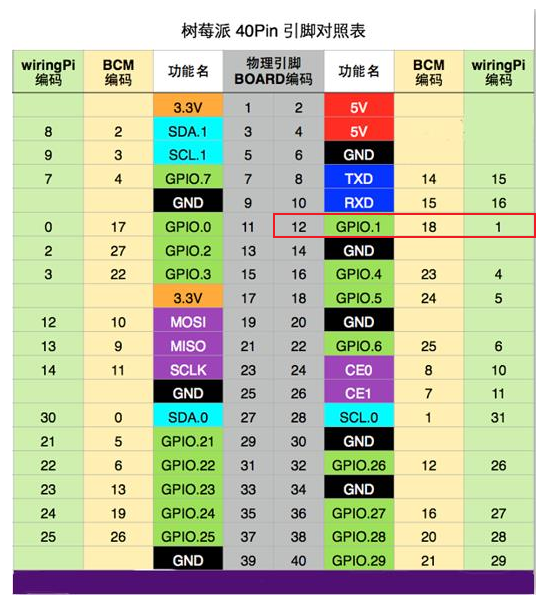 树莓派 40Pin 引脚对照表
wiringPi 编码 BCM 编码 功能名 物理引脚 BOARD编码 功能名 BCM 编码 wiringPi 编码
3.3V 1 2 5V
8 2 SDA.1 3 4 5V
9 3 SCL.1 5 6 GND
7 4 GPIO.7 7 8 TXD 14 15
GND 9 10 RXD 15 16
0 17 GPIO.0 11 12 GPIO.1 18 1
2 27 GPIO.2 13 14 GND
3 22 GPIO.3 15 16 GPIO.4 23 4
3.3V 17 18 GPIO.5 24 5
12 10 MOSI 19 20 GND
13 9 MISO 21 22 GPIO.6 25 6
14 11 SCLK 23 24 CE0 8 10
GND 25 26 CE1 7 11
30 0 SDA.0 27 28 SCL.0 1 31
21 5 GPIO.21 29 30 GND
22 6 GPIO.22 31 32 GPIO.26 12 26
23 13 GPIO.23 33 34 GND
24 19 GPIO.24 35 36 GPIO.27 16 27
25 26 GPIO.25 37 38 GPIO.28 20 28
GND 39 40 GPIO.29 21 29